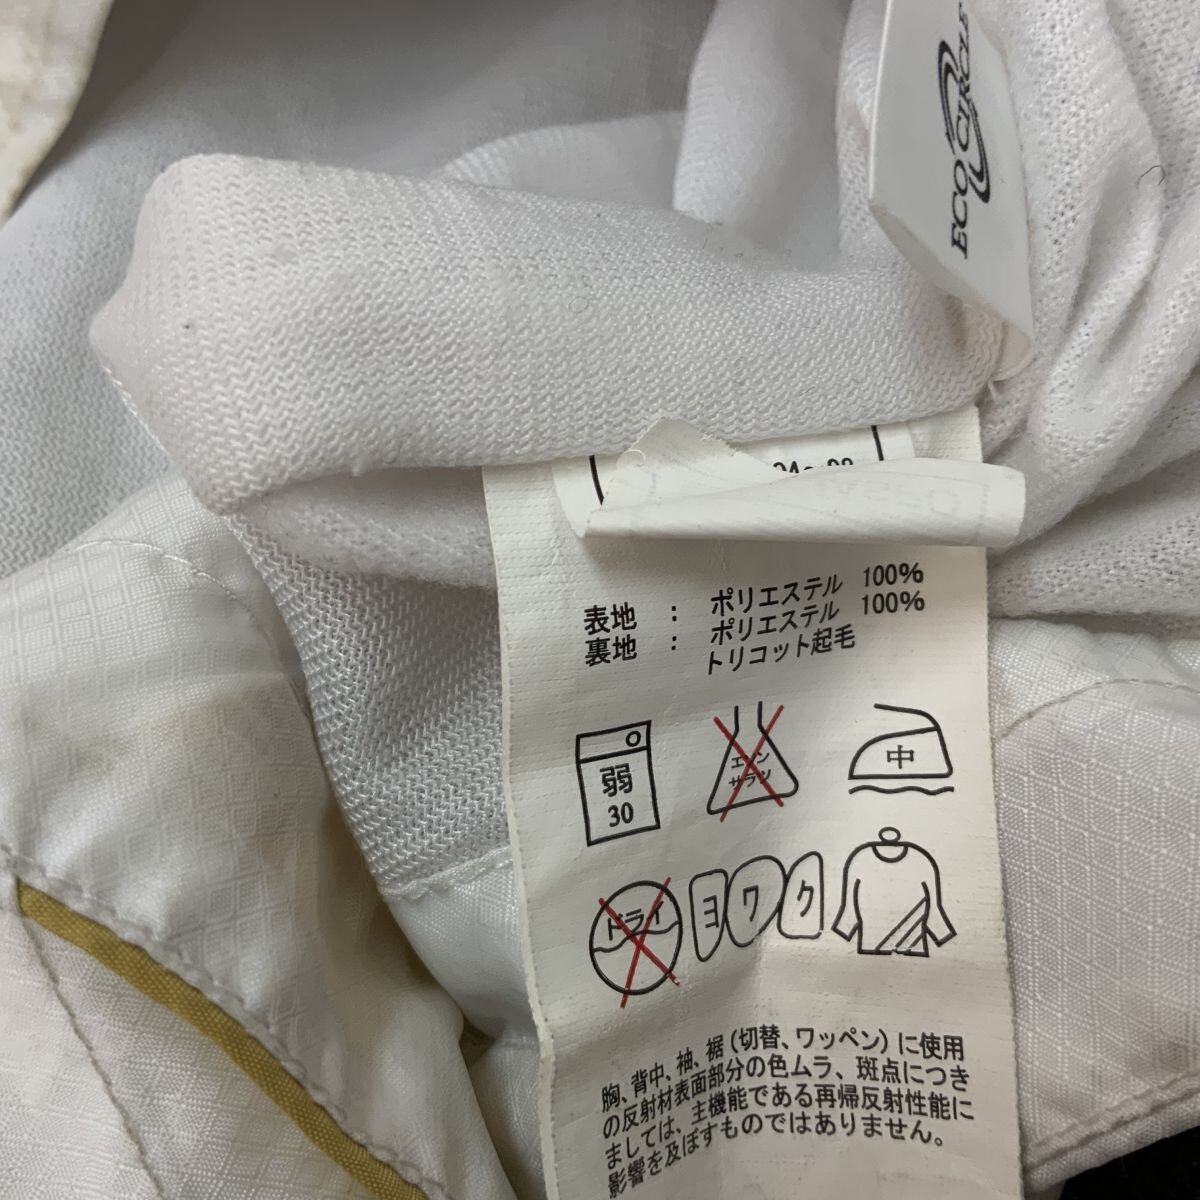 ECO CIRCLE
表地 : ポリエステル 100%
裏地 : ポリエステル 100%
トリコット起毛
弱
30
エンソ
サラシ
中
ドライ
ヨワク
胸、背中、袖、裾(切替、ワッペン)に使用
の反射材表面部分の色ムラ、斑点につき
ましては、主機能である再帰反射性能に
影響を及ぼすものではありません。